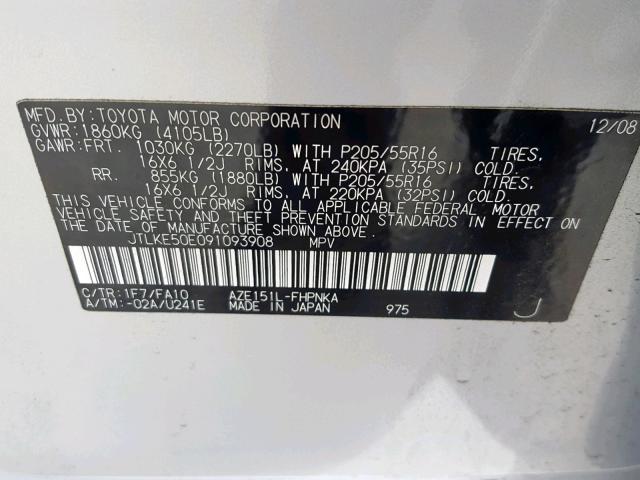 MFD. BY: TOYOTA MOTOR CORPORATION 12/08
GVWR: 1860KG (4105LB)
GAWR: FRT. 1030KG (2270LB) WITH P205/55R16 TIRES,
16X6 1/2J RIMS, AT 240KPA (35PSI) COLD.
RR. 855KG (1880LB) WITH P205/55R16 TIRES,
16X6 1/2J RIMS, AT 220KPA (32PSI) COLD.
THIS VEHICLE CONFORMS TO ALL APPLICABLE FEDERAL MOTOR
VEHICLE SAFETY, BUMPER, AND THEFT PREVENTION STANDARDS IN EFFECT ON
THE DATE OF MANUFACTURE SHOWN ABOVE.
JTLKE50E091093908 MPV
C/TR: 1F7/FA10 AZE151L-FHPNKA
A/TM: -02A/U241E MADE IN JAPAN 975 J